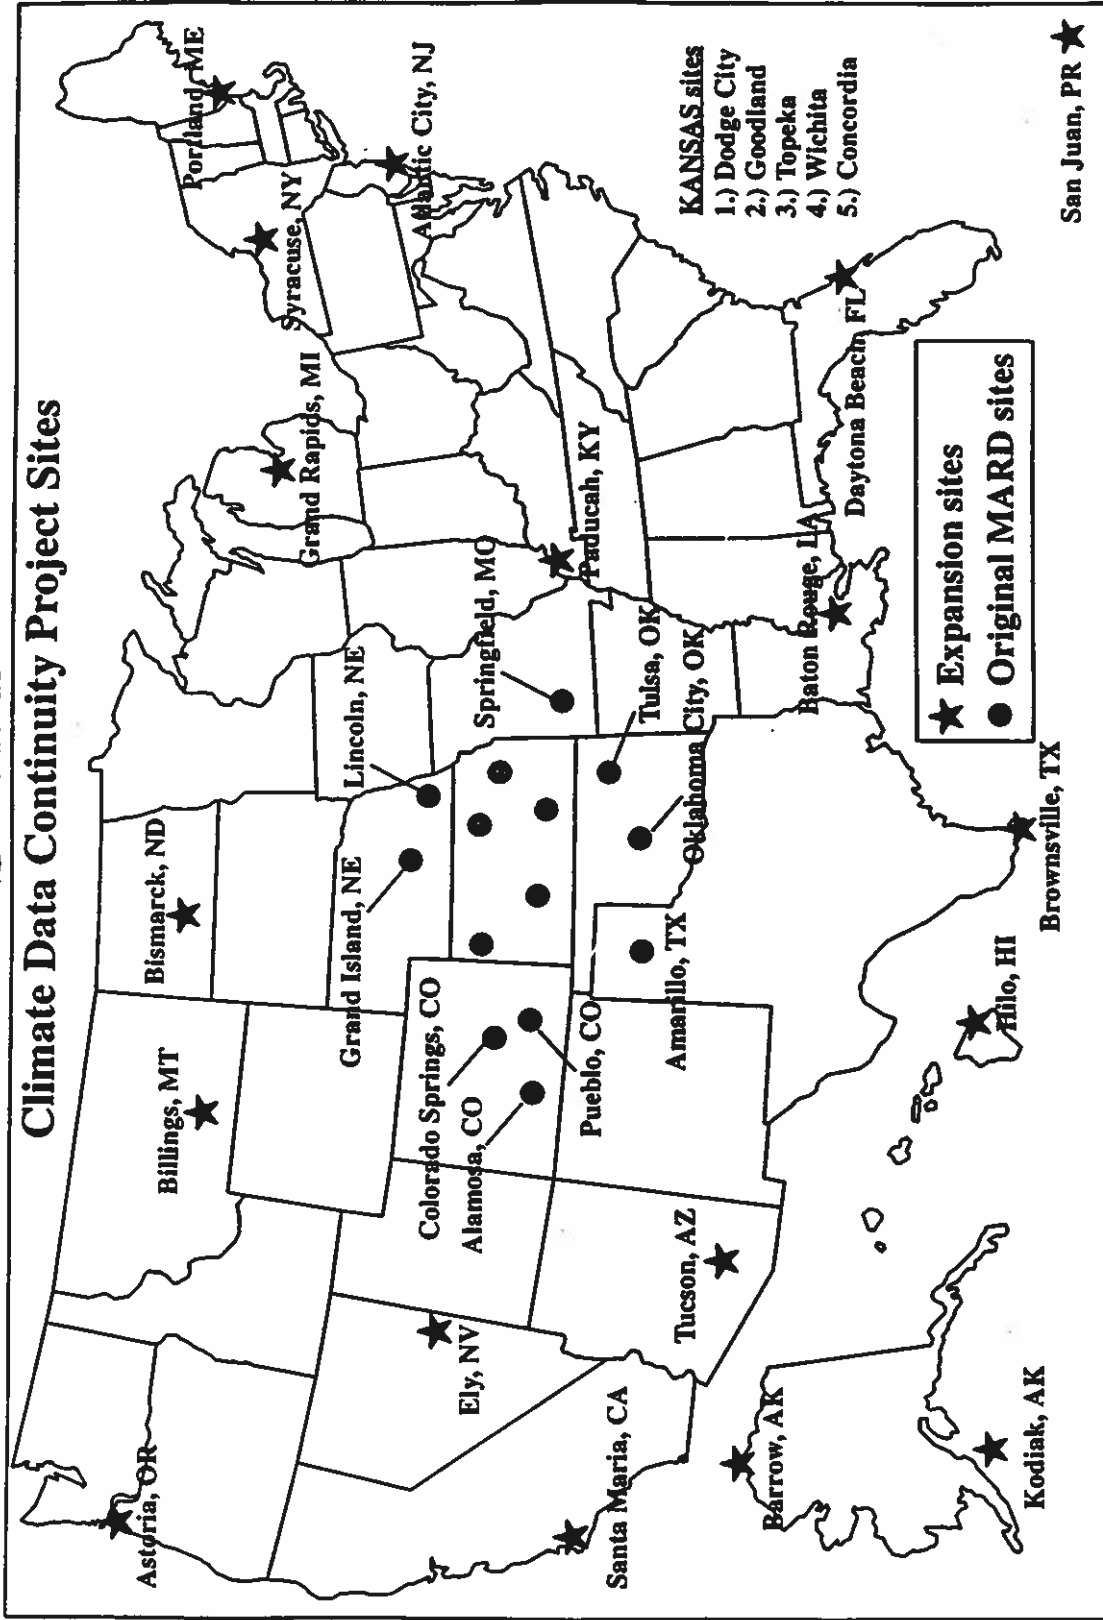 Climate Data Continuity Project Sites
Astoria, OR
Billings, MT
Bismarck, ND
Grand Rapids, MI
Syracuse, NY
Portland, ME
Atlantic City, NJ
Ely, NV
Colorado Springs, CO
Alamosa, CO
Pueblo, CO
Grand Island, NE
Lincoln, NE
Springfield, MO
Paducah, KY
Santa Maria, CA
Tucson, AZ
Amarillo, TX
Oklahoma
City, OK
Tulsa, OK
Baton Rouge, LA
Daytona Beach, FL
KANSAS sites
1.) Dodge City
2.) Goodland
3.) Topeka
4.) Wichita
5.) Concordia
Barrow, AK
Kodiak, AK
Hilo, HI
Brownsville, TX
San Juan, PR
Expansion sites
Original MARD sites